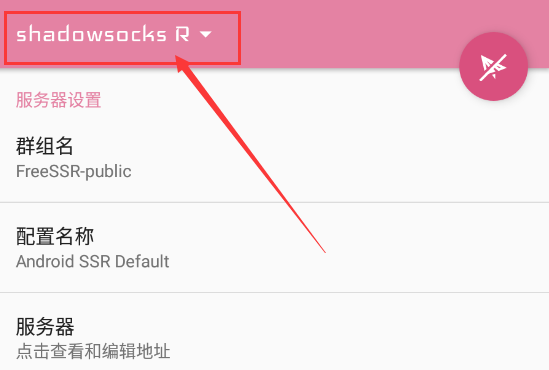 shadowsocks R
服务器设置
群组名
FreeSSR-public
配置名称
Android SSR Default
服务器
点击查看和编辑地址